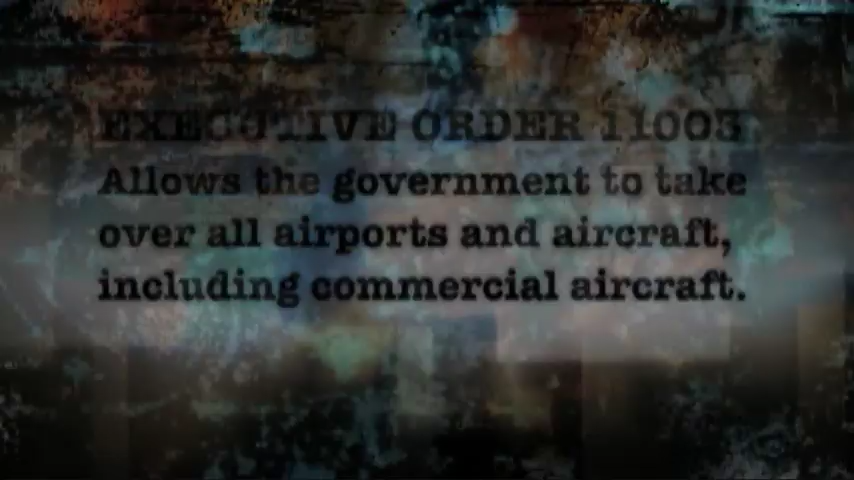 EXECUTIVE ORDER 11003
Allows the government to take
over all airports and aircraft,
including commercial aircraft.